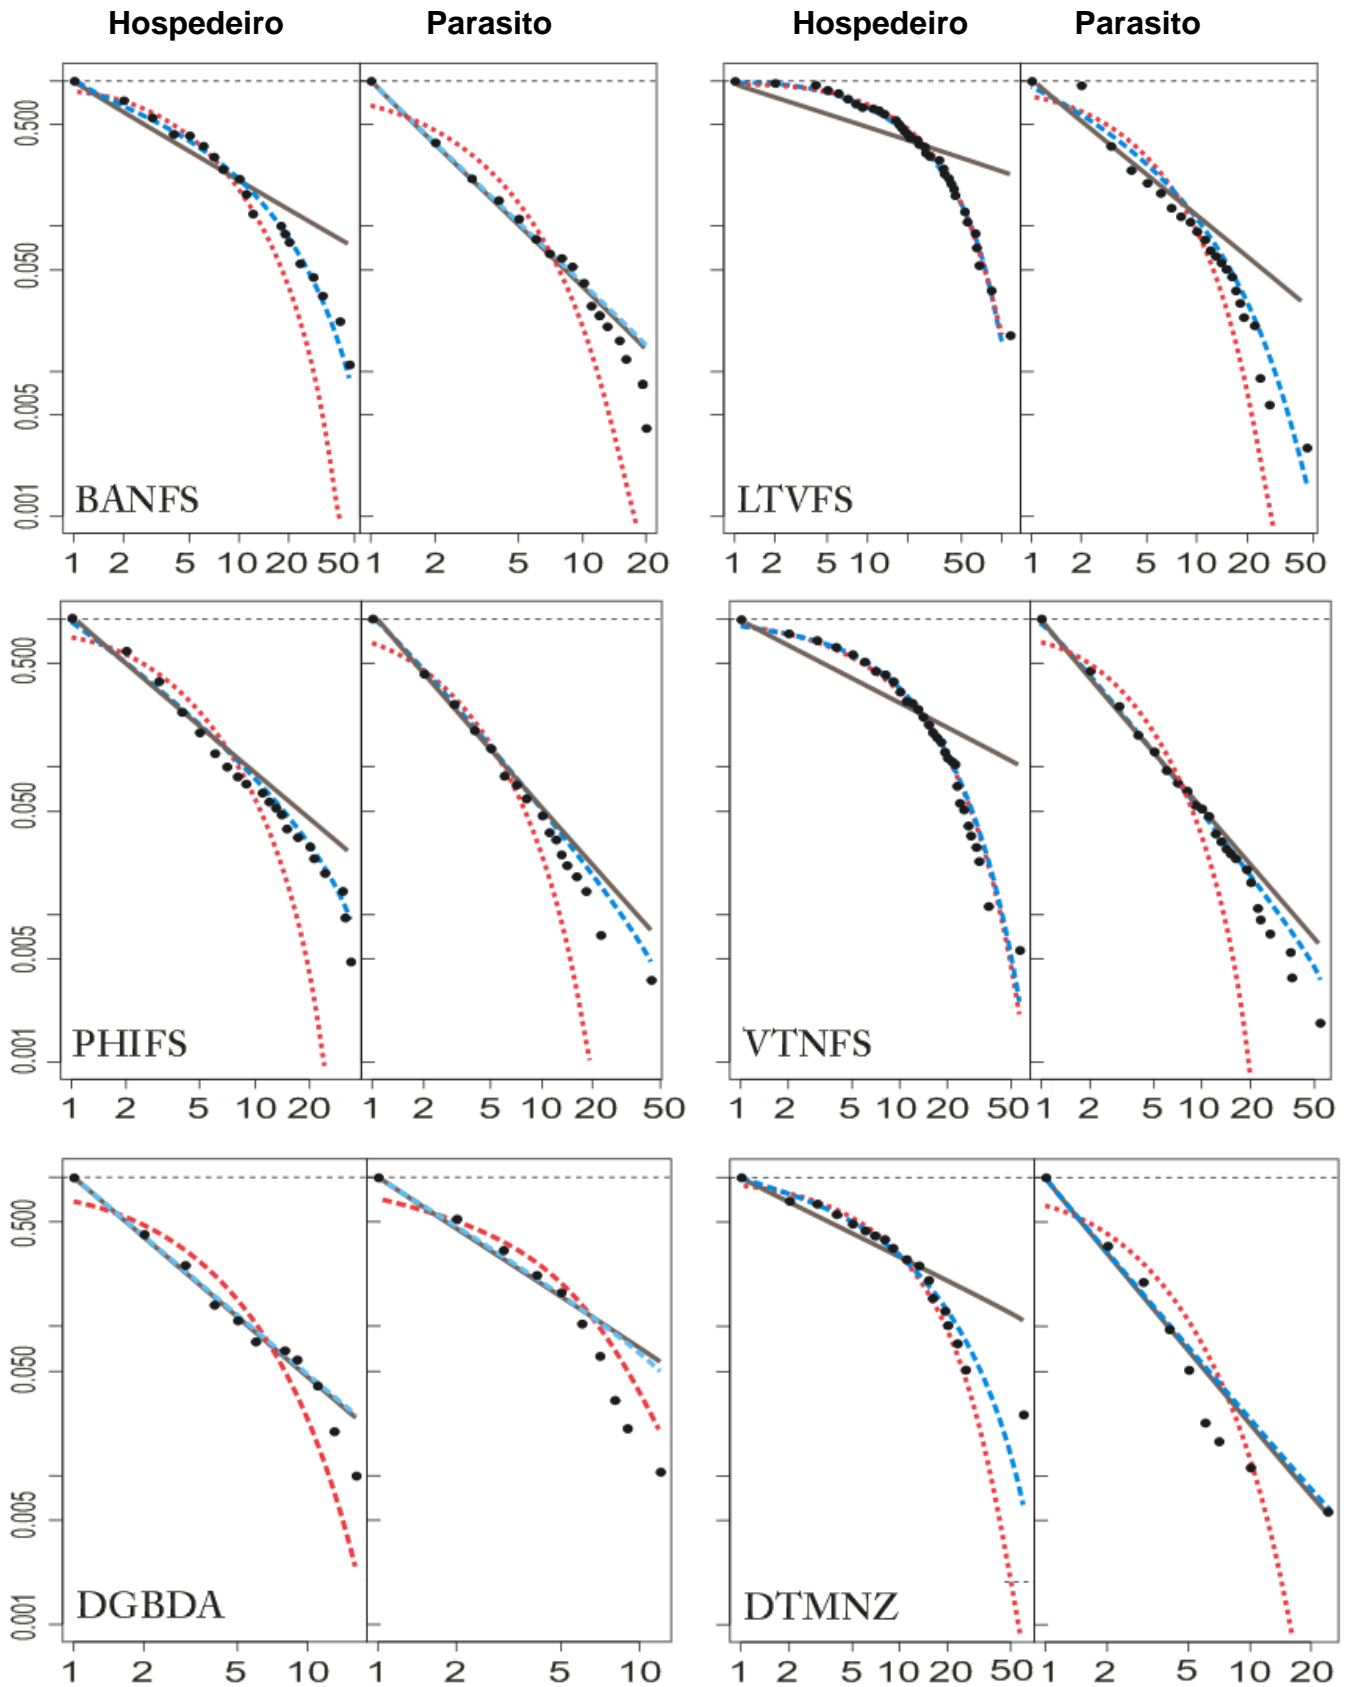 Hospedeiro Parasito Hospedeiro Parasito
0.500
0.050
0.005
0.001
BANFS LTVFS
1 2 5 10 20 50 1 2 5 10 20 1 2 5 10 50 1 2 5 10 20 50
0.500
0.050
0.005
0.001
PHIFS VTNFS
1 2 5 10 20 1 2 5 10 20 50 1 2 5 10 20 50 1 2 5 10 20 50
0.500
0.050
0.005
0.001
DGBDA DTMNZ
1 2 5 10 1 2 5 10 1 2 5 10 20 50 1 2 5 10 20